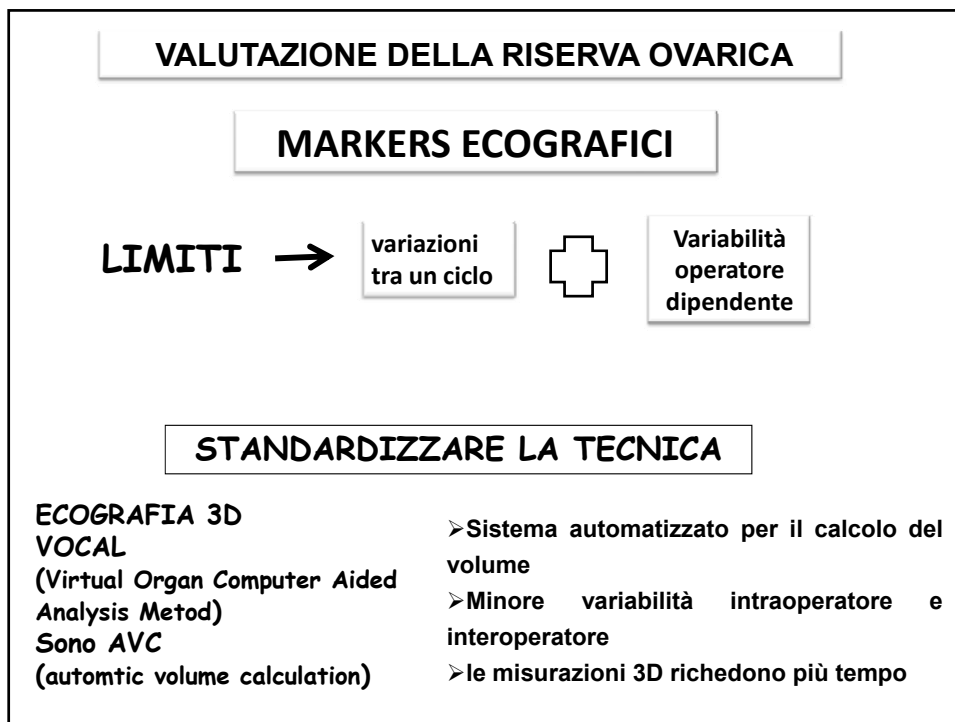 VALUTAZIONE DELLA RISERVA OVARICA
MARKERS ECOGRAFICI
LIMITI
variazioni
tra un ciclo
Variabilità
operatore
dipendente
STANDARDIZZARE LA TECNICA
ECOGRAFIA 3D
VOCAL
(Virtual Organ Computer Aided
Analysis Metod)
Sono AVC
(automtic volume calculation)
➢Sistema automatizzato per il calcolo del
volume
➢Minore variabilità intraoperatore e
interoperatore
➢le misurazioni 3D richedono più tempo